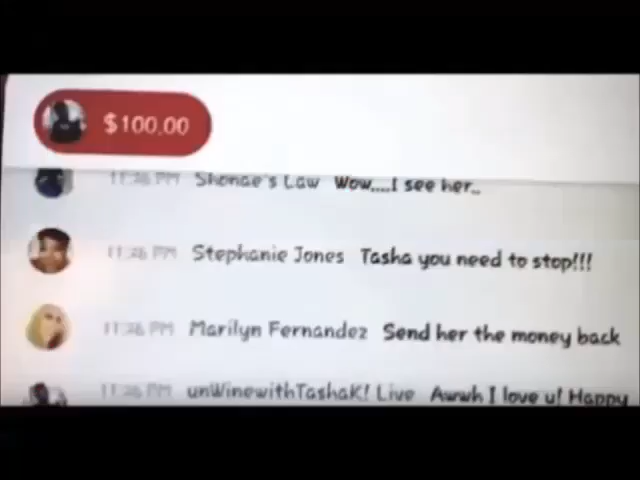 $100.00
11:26 PM Shonae's Law Wow....I see her..
11:26 PM Stephanie Jones Tasha you need to stop!!!
11:26 PM Marilyn Fernandez Send her the money back
11:26 PM unWinewithTashaK! Live Awwh I love u! Happy